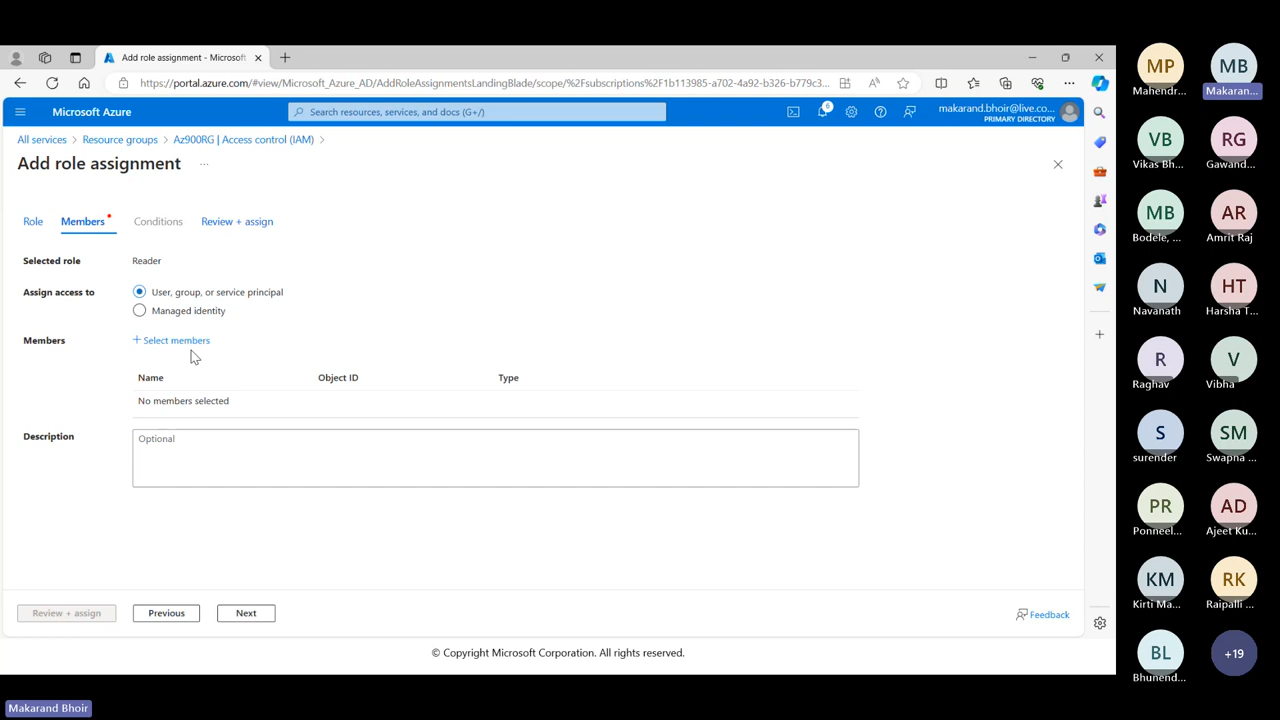 Add role assignment - Microsoft
https://portal.azure.com/#view/Microsoft_Azure_AD/AddRoleAssignmentsLandingBlade/scope/%2Fsubscriptions%2F1b113985-a702-4a92-b326-b779c3...
Microsoft Azure
Search resources, services, and docs (G+/)
6
makarand.bhoir@live.co...
PRIMARY DIRECTORY
All services > Resource groups > Az900RG | Access control (IAM) >
Add role assignment ...
Role Members Conditions Review + assign
Selected role Reader
Assign access to User, group, or service principal
Managed identity
Members + Select members
Name Object ID Type
No members selected
Description Optional
Review + assign Previous Next
Feedback
© Copyright Microsoft Corporation. All rights reserved.
Makarand Bhoir
MP MB
Mahendr... Makaran...
VB RG
Vikas Bh... Gawand...
MB AR
Bodele, ... Amrit Raj
N HT
Navanath Harsha T...
R V
Raghav Vibha
S SM
surender Swapna ...
PR AD
Ponneel... Ajeet Ku...
KM RK
Kirti Ma... Raipalli ...
BL +19
Bhunend...